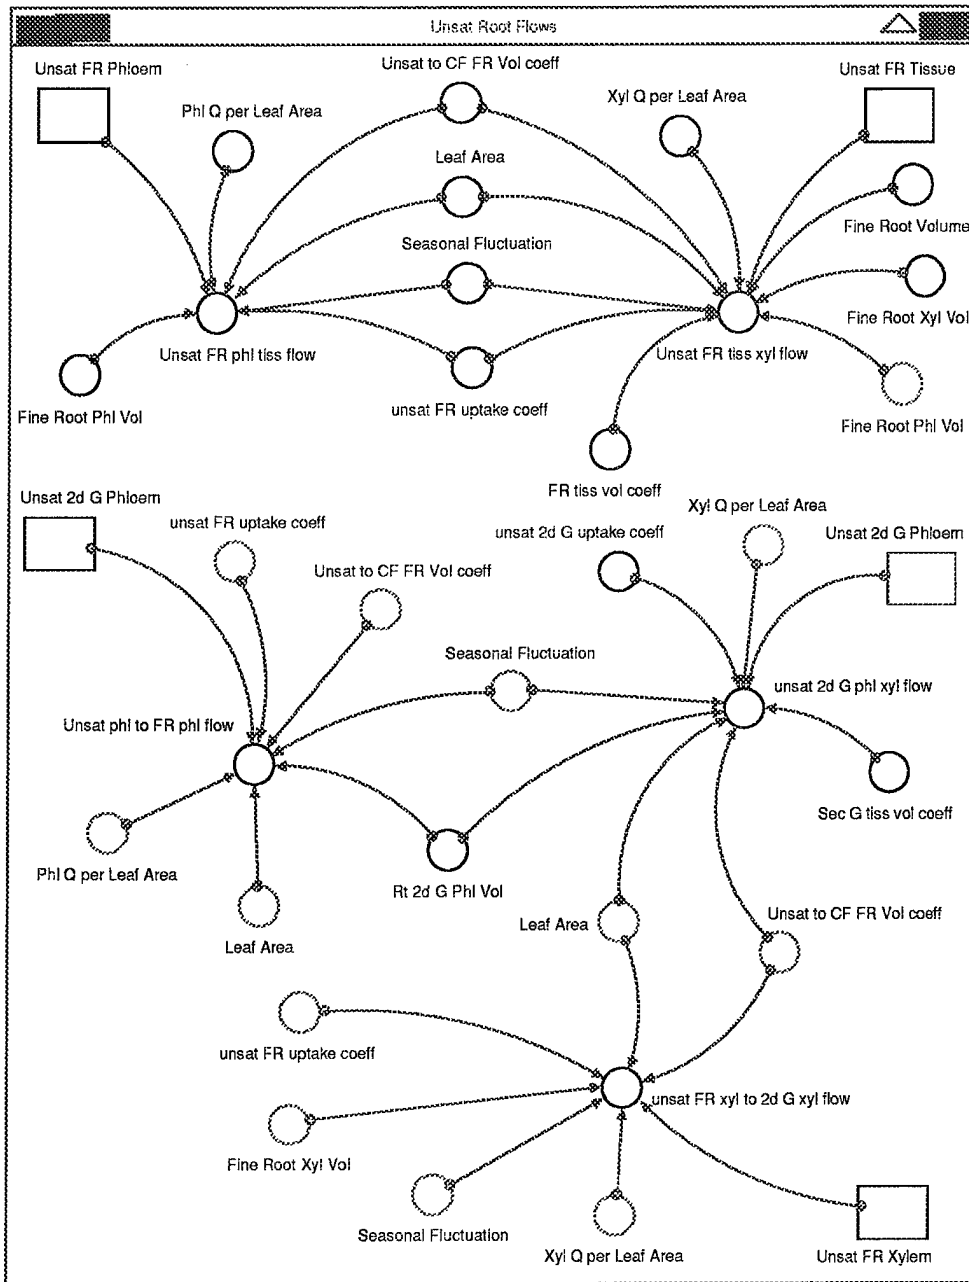 Unsat Root Flows
Unsat FR Phloem
Unsat to CF FR Vol coeff
Unsat FR Tissue
Phl Q per Leaf Area
Xyl Q per Leaf Area
Leaf Area
Fine Root Volume
Seasonal Fluctuation
Fine Root Xyl Vol
Unsat FR phl tiss flow
Unsat FR tiss xyl flow
unsat FR uptake coeff
Fine Root Phl Vol
Fine Root Phl Vol
FR tiss vol coeff
Unsat 2d G Phloem
unsat FR uptake coeff
Xyl Q per Leaf Area
unsat 2d G uptake coeff
Unsat 2d G Phloem
Unsat to CF FR Vol coeff
Seasonal Fluctuation
unsat 2d G phl xyl flow
Unsat phl to FR phl flow
Sec G tiss vol coeff
Phl Q per Leaf Area
Rt 2d G Phl Vol
Unsat to CF FR Vol coeff
Leaf Area
Leaf Area
unsat FR uptake coeff
unsat FR xyl to 2d G xyl flow
Fine Root Xyl Vol
Seasonal Fluctuation
Xyl Q per Leaf Area
Unsat FR Xylem